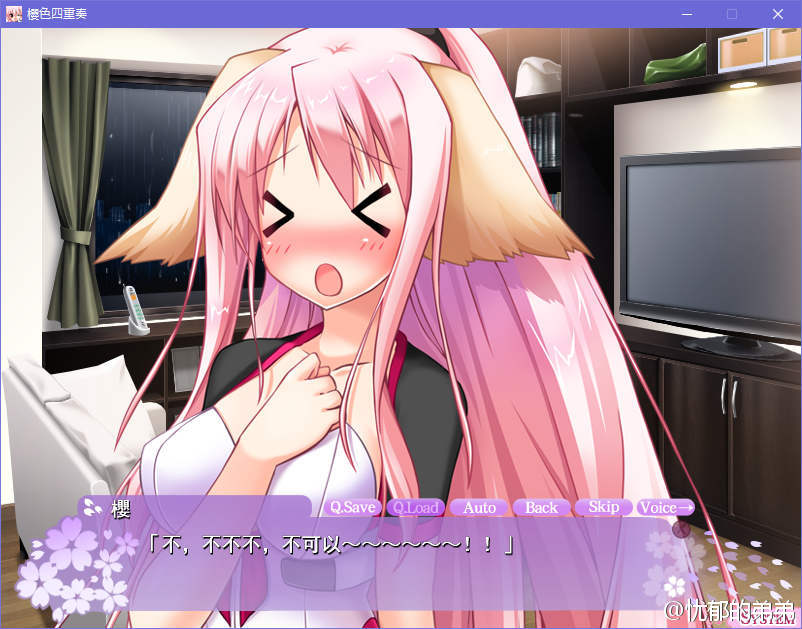 櫻色四重奏
櫻
Q.Save Q.Load Auto Back Skip Voice→
「不，不不不，不可以～～～～～～！！」
@忧郁的弟弟
SYSTEM